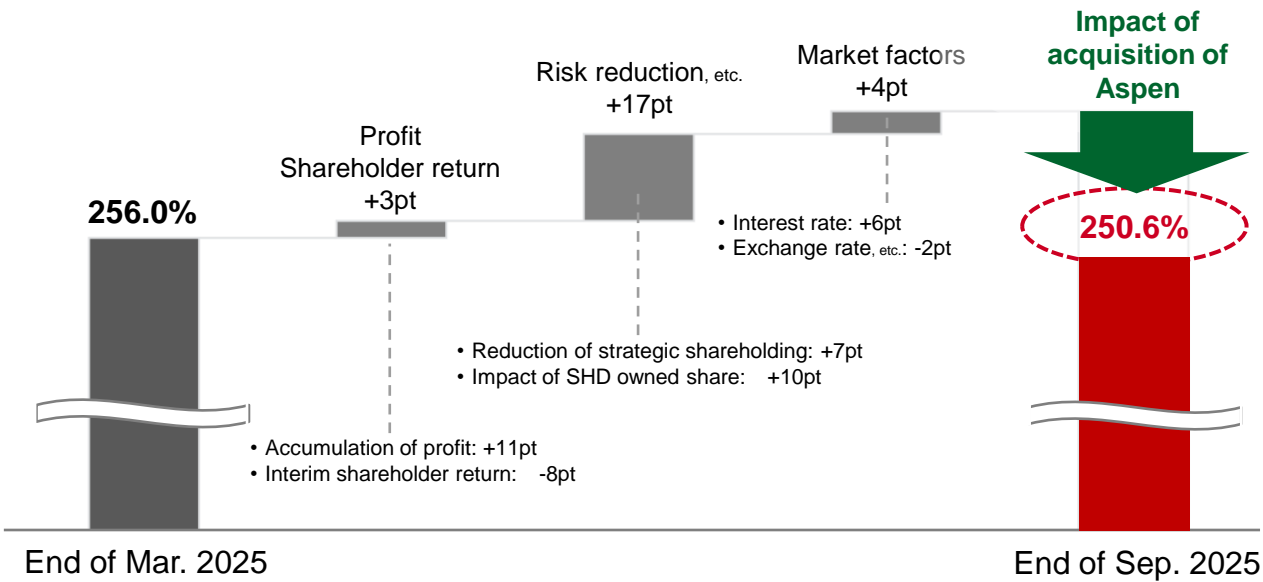 256.0%
Profit
Shareholder return
+3pt
• Accumulation of profit: +11pt
• Interim shareholder return: -8pt
Risk reduction, etc.
+17pt
• Reduction of strategic shareholding: +7pt
• Impact of SHD owned share: +10pt
Market factors
+4pt
• Interest rate: +6pt
• Exchange rate, etc.: -2pt
Impact of
acquisition of
Aspen
250.6%
End of Mar. 2025
End of Sep. 2025